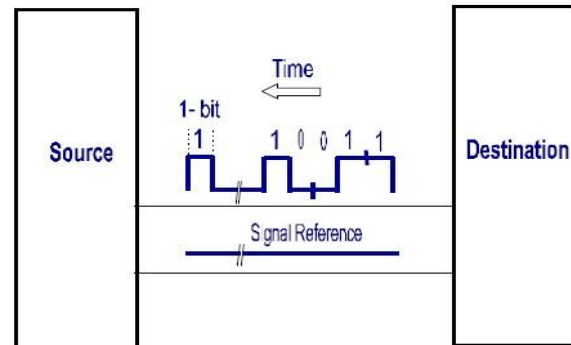 Time
1- bit
1
1 0 0 1 1
Source
Destination
Signal Reference